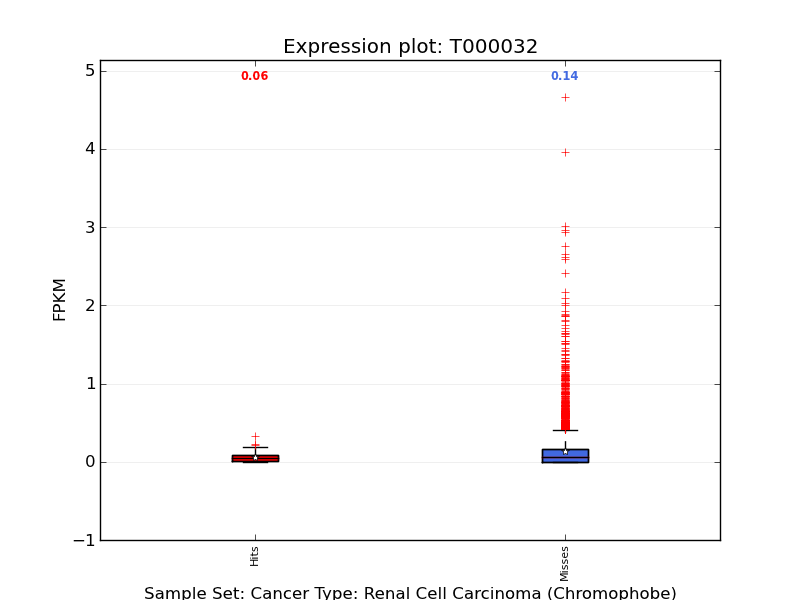 Expression plot: T000032
0.06
0.14
5
4
3
2
1
0
−1
FPKM
Hits
Misses
Sample Set: Cancer Type: Renal Cell Carcinoma (Chromophobe)